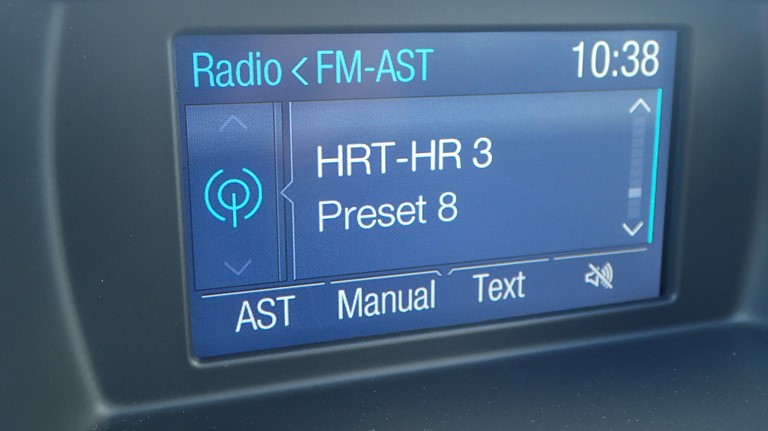 Radio < FM-AST
10:38
HRT-HR 3
Preset 8
AST
Manual
Text